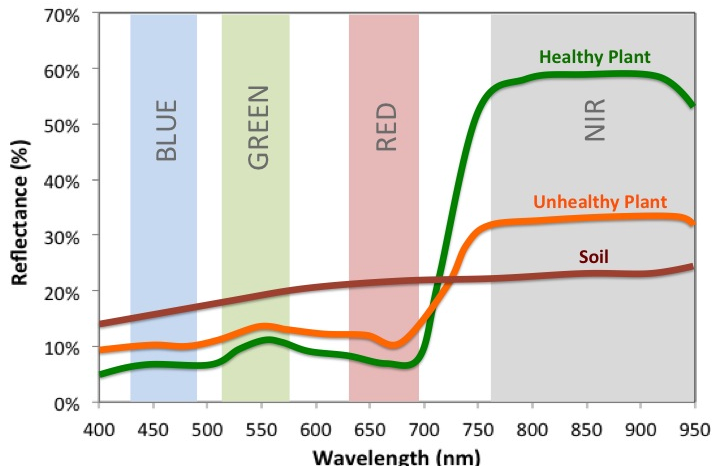 70%
60%
50%
40%
30%
20%
10%
0%
Reflectance (%)
BLUE
GREEN
RED
NIR
Healthy Plant
Unhealthy Plant
Soil
400 450 500 550 600 650 700 750 800 850 900 950
Wavelength (nm)